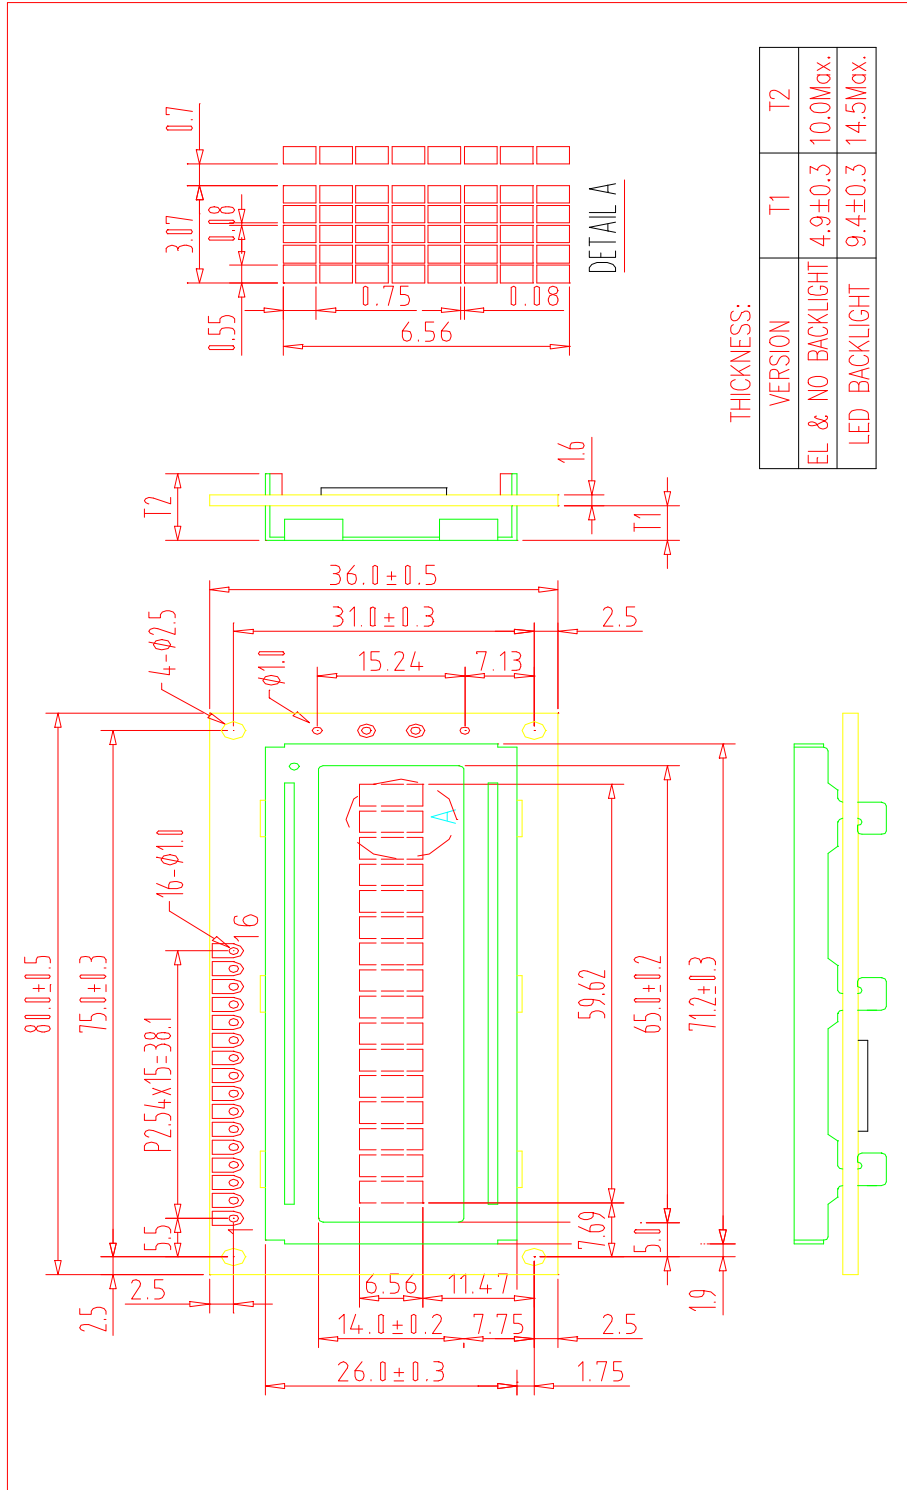 0.7
3.07
0.08
0.55
0.75
0.08
6.56
DETAIL A
THICKNESS:
VERSION T1 T2
EL & NO BACKLIGHT 4.9±0.3 10.0Max.
LED BACKLIGHT 9.4±0.3 14.5Max.
T2
1.6
T1
36.0±0.5
31.0±0.3
2.5
4-ϕ2.5
ϕ1.0
15.24
7.13
A
16-ϕ1.0
16
80.0±0.5
75.0±0.3
P2.54x15=38.1
59.62
65.0±0.2
71.2±0.3
5.5
1
7.69
5.0
1.9
2.5
2.5
6.56
11.47
14.0±0.2
7.75
2.5
26.0±0.3
1.75